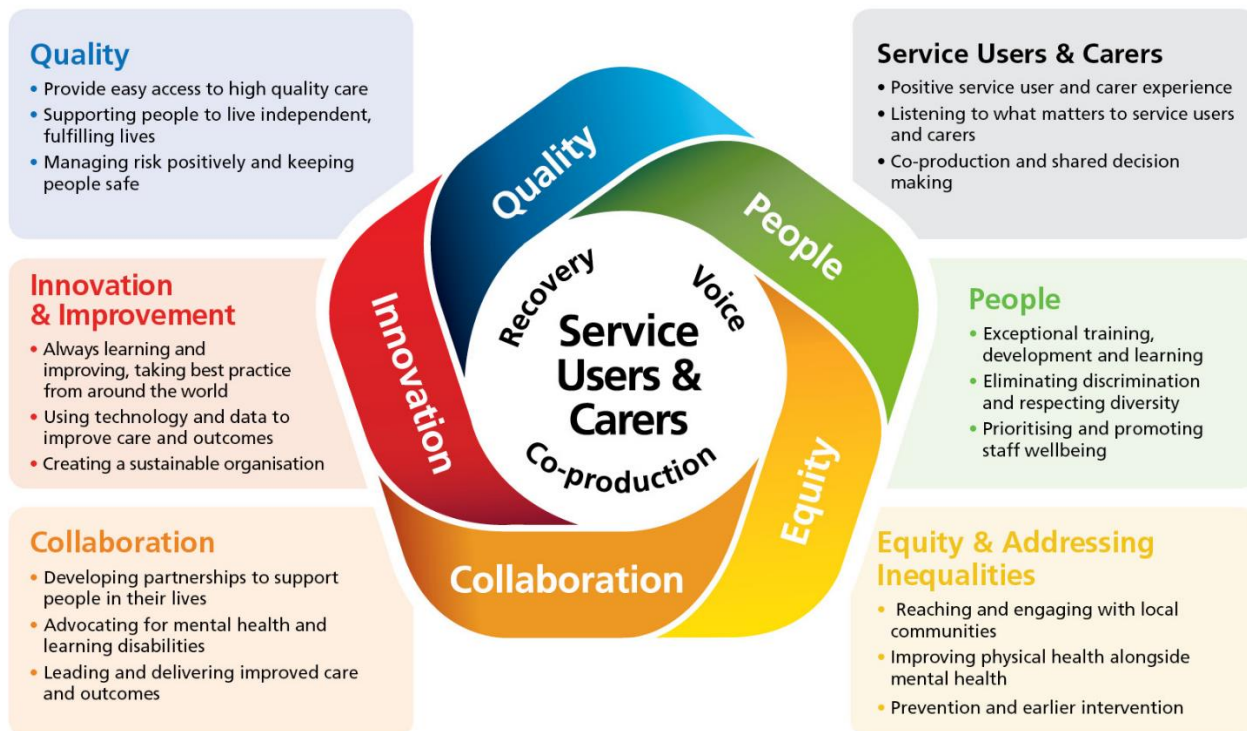 Quality
• Provide easy access to high quality care
• Supporting people to live independent,
fulfilling lives
• Managing risk positively and keeping
people safe
Innovation
& Improvement
• Always learning and
improving, taking best practice
from around the world
• Using technology and data to
improve care and outcomes
• Creating a sustainable organisation
Collaboration
• Developing partnerships to support
people in their lives
• Advocating for mental health and
learning disabilities
• Leading and delivering improved care
and outcomes
Quality
People
Innovation
Equity
Collaboration
Recovery
Voice
Service
Users &
Carers
Co-production
Service Users & Carers
• Positive service user and carer experience
• Listening to what matters to service users
and carers
• Co-production and shared decision
making
People
• Exceptional training,
development and learning
• Eliminating discrimination
and respecting diversity
• Prioritising and promoting
staff wellbeing
Equity & Addressing
Inequalities
• Reaching and engaging with local
communities
• Improving physical health alongside
mental health
• Prevention and earlier intervention